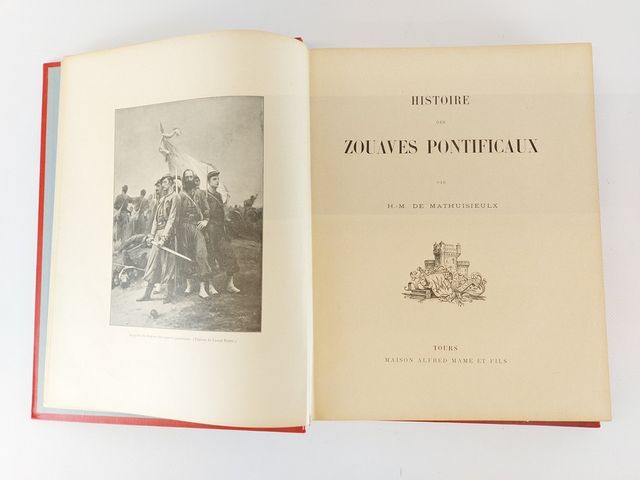 HISTOIRE
DES
ZOUAVES PONTIFICAUX
PAR
H.-M. DE MATHUISIEULX
TOURS
MAISON ALFRED MAME ET FILS